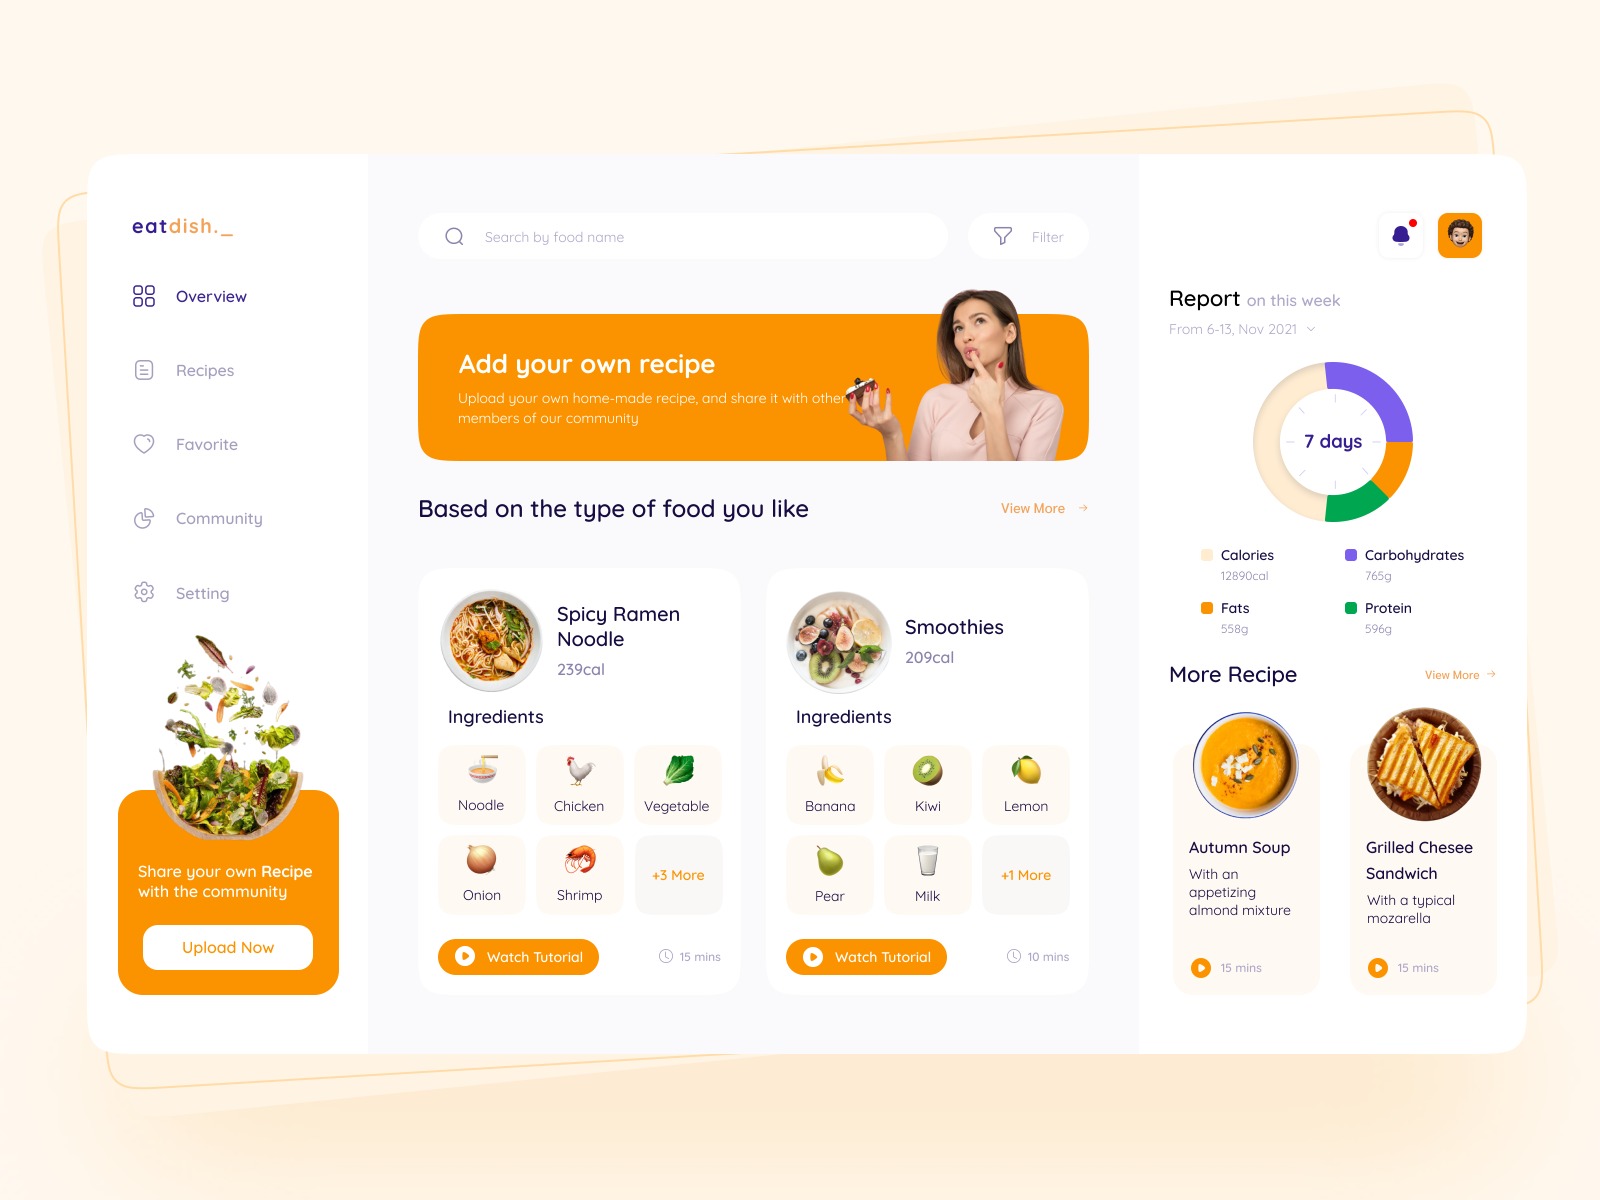 eatdish._
Overview
Recipes
Favorite
Community
Setting
Share your own Recipe
with the community
Upload Now
Search by food name
Filter
Add your own recipe
Upload your own home-made recipe, and share it with other
members of our community
Based on the type of food you like
View More
Spicy Ramen
Noodle
239cal
Ingredients
Noodle
Chicken
Vegetable
Onion
Shrimp
+3 More
Watch Tutorial
15 mins
Smoothies
209cal
Ingredients
Banana
Kiwi
Lemon
Pear
Milk
+1 More
Watch Tutorial
10 mins
Report on this week
From 6-13, Nov 2021
7 days
Calories
12890cal
Carbohydrates
765g
Fats
558g
Protein
596g
More Recipe
View More
Autumn Soup
With an
appetizing
almond mixture
15 mins
Grilled Chesee
Sandwich
With a typical
mozarella
15 mins